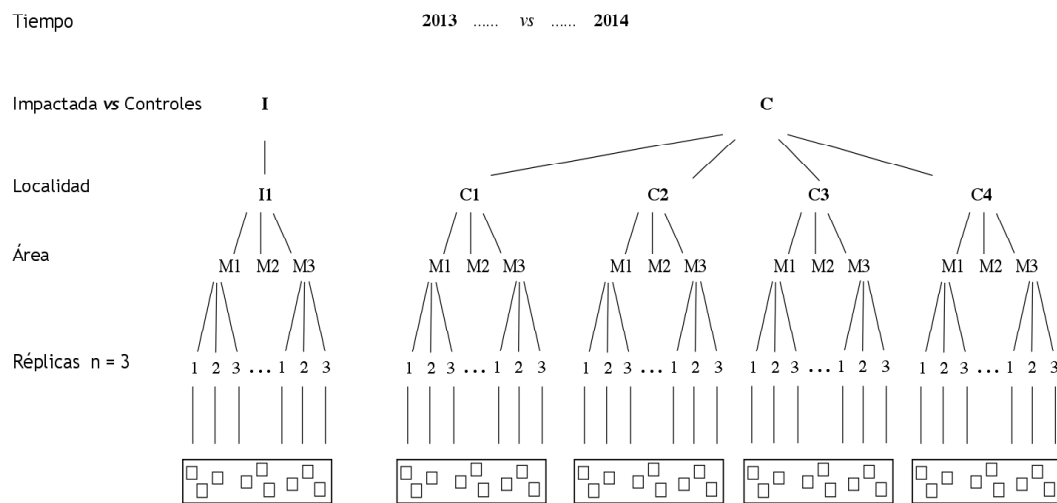 Tiempo 2013 ...... vs ...... 2014
Impactada vs Controles I C
Localidad I1 C1 C2 C3 C4
Área M1 M2 M3 M1 M2 M3 M1 M2 M3 M1 M2 M3 M1 M2 M3
Réplicas n = 3 1 2 3 ... 1 2 3 1 2 3 ... 1 2 3 1 2 3 ... 1 2 3 1 2 3 ... 1 2 3 1 2 3 ... 1 2 3